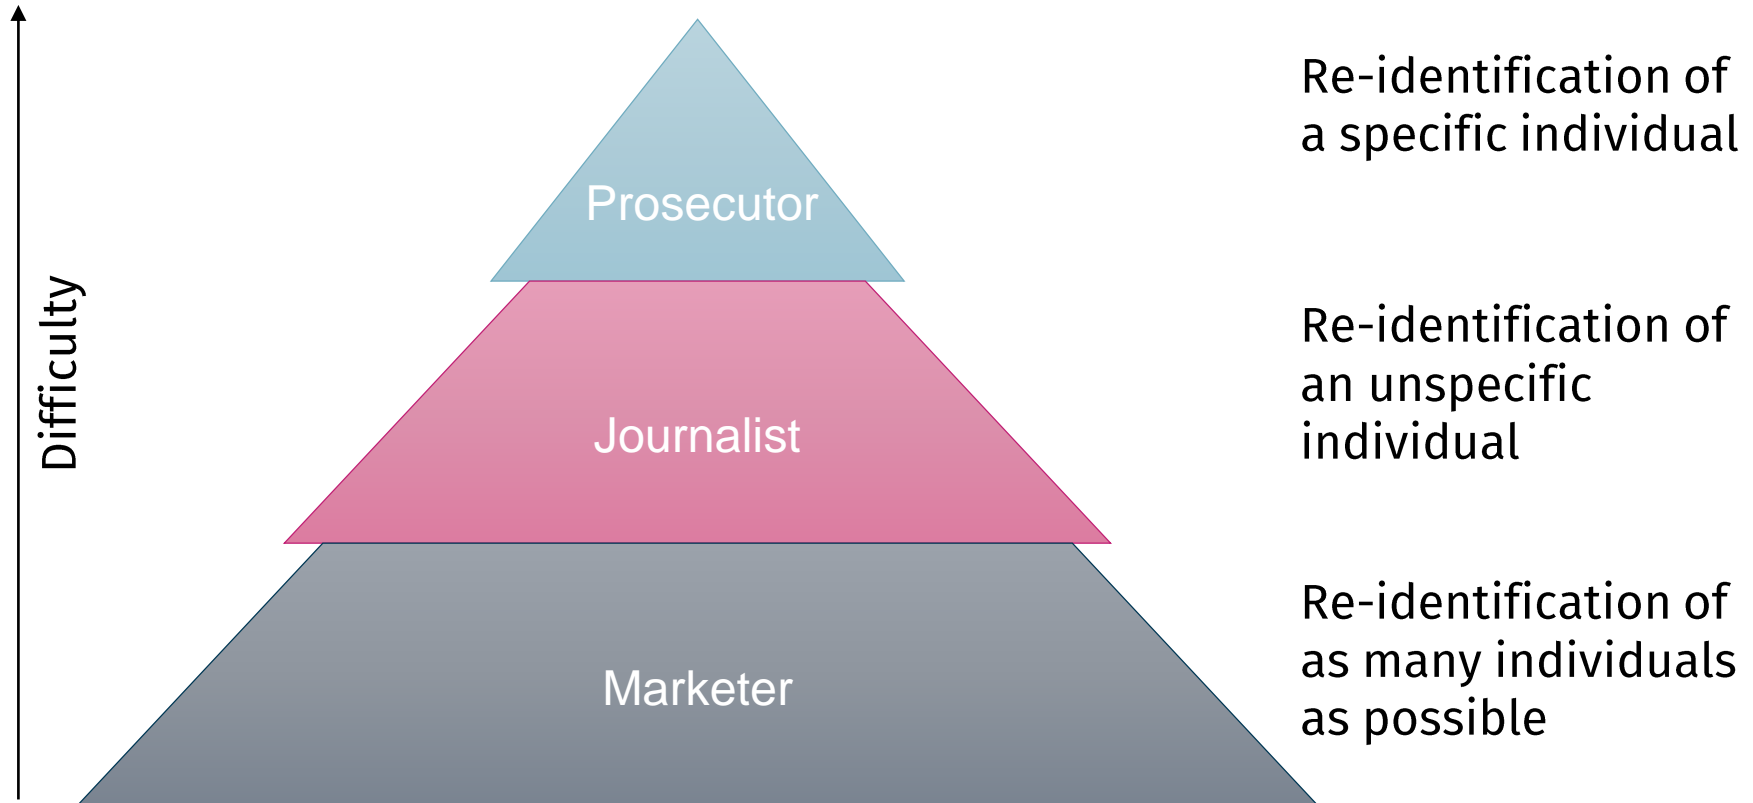 Difficulty
Prosecutor
Re-identification of
a specific individual
Journalist
Re-identification of
an unspecific
individual
Marketer
Re-identification of
as many individuals
as possible